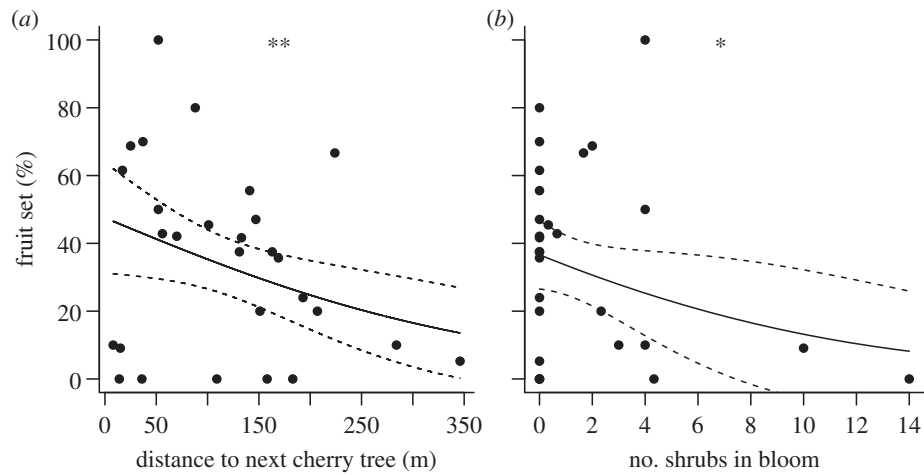 (a) (b)
** *
100
80
60
40
20
0
fruit set (%)
0 50 150 250 350
0 2 4 6 8 10 12 14
distance to next cherry tree (m) no. shrubs in bloom